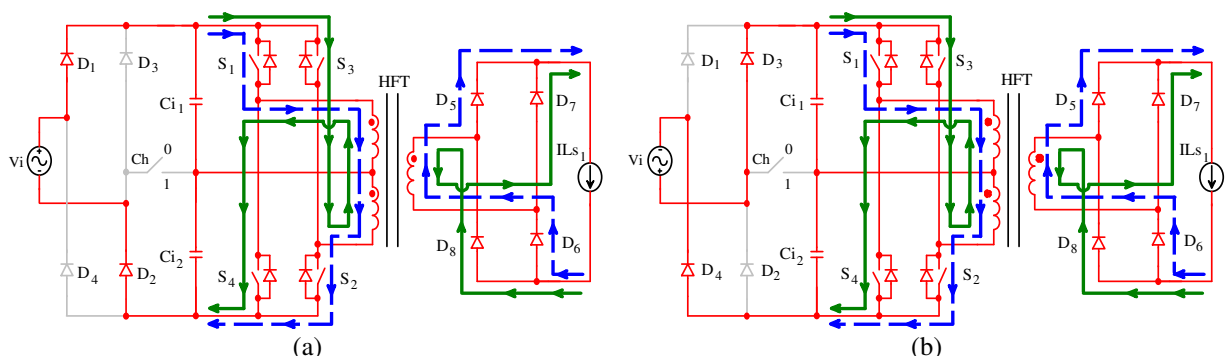 D1 D3 S1 S3 HFT Ci1 D5 D7 Vi Ch 0 1 ILs1 Ci2 D4 D2 S4 S2 D8 D6
(a)
D1 D3 S1 S3 HFT Ci1 D5 D7 Vi Ch 0 1 ILs1 Ci2 D4 D2 S4 S2 D8 D6
(b)